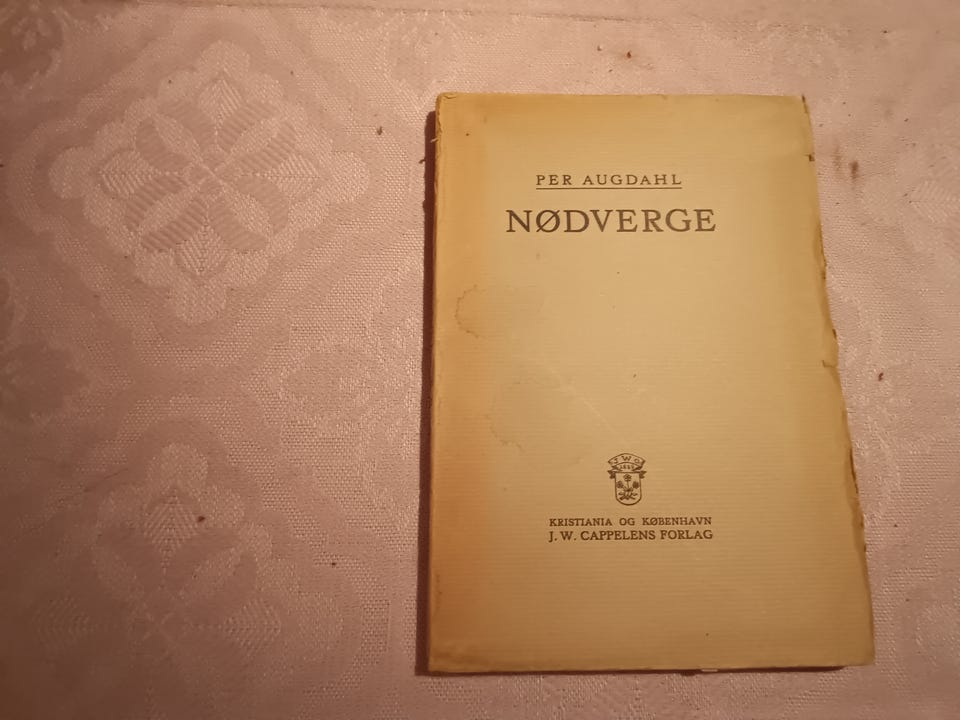 PER AUGDAHL
NØDVERGE
KRISTIANIA OG KØBENHAVN
J. W. CAPPELENS FORLAG